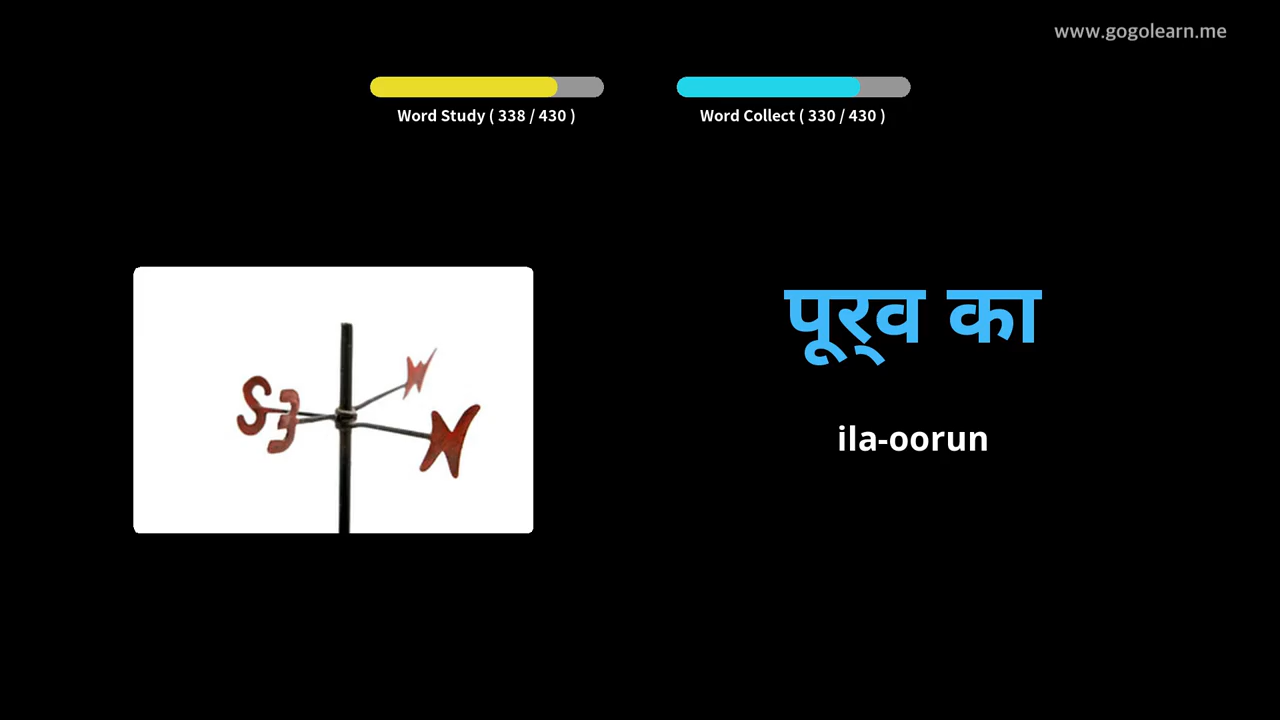 www.gogolearn.me
Word Study ( 338 / 430 )
Word Collect ( 330 / 430 )
पूर्‍व का
ila-oorun
S E N W